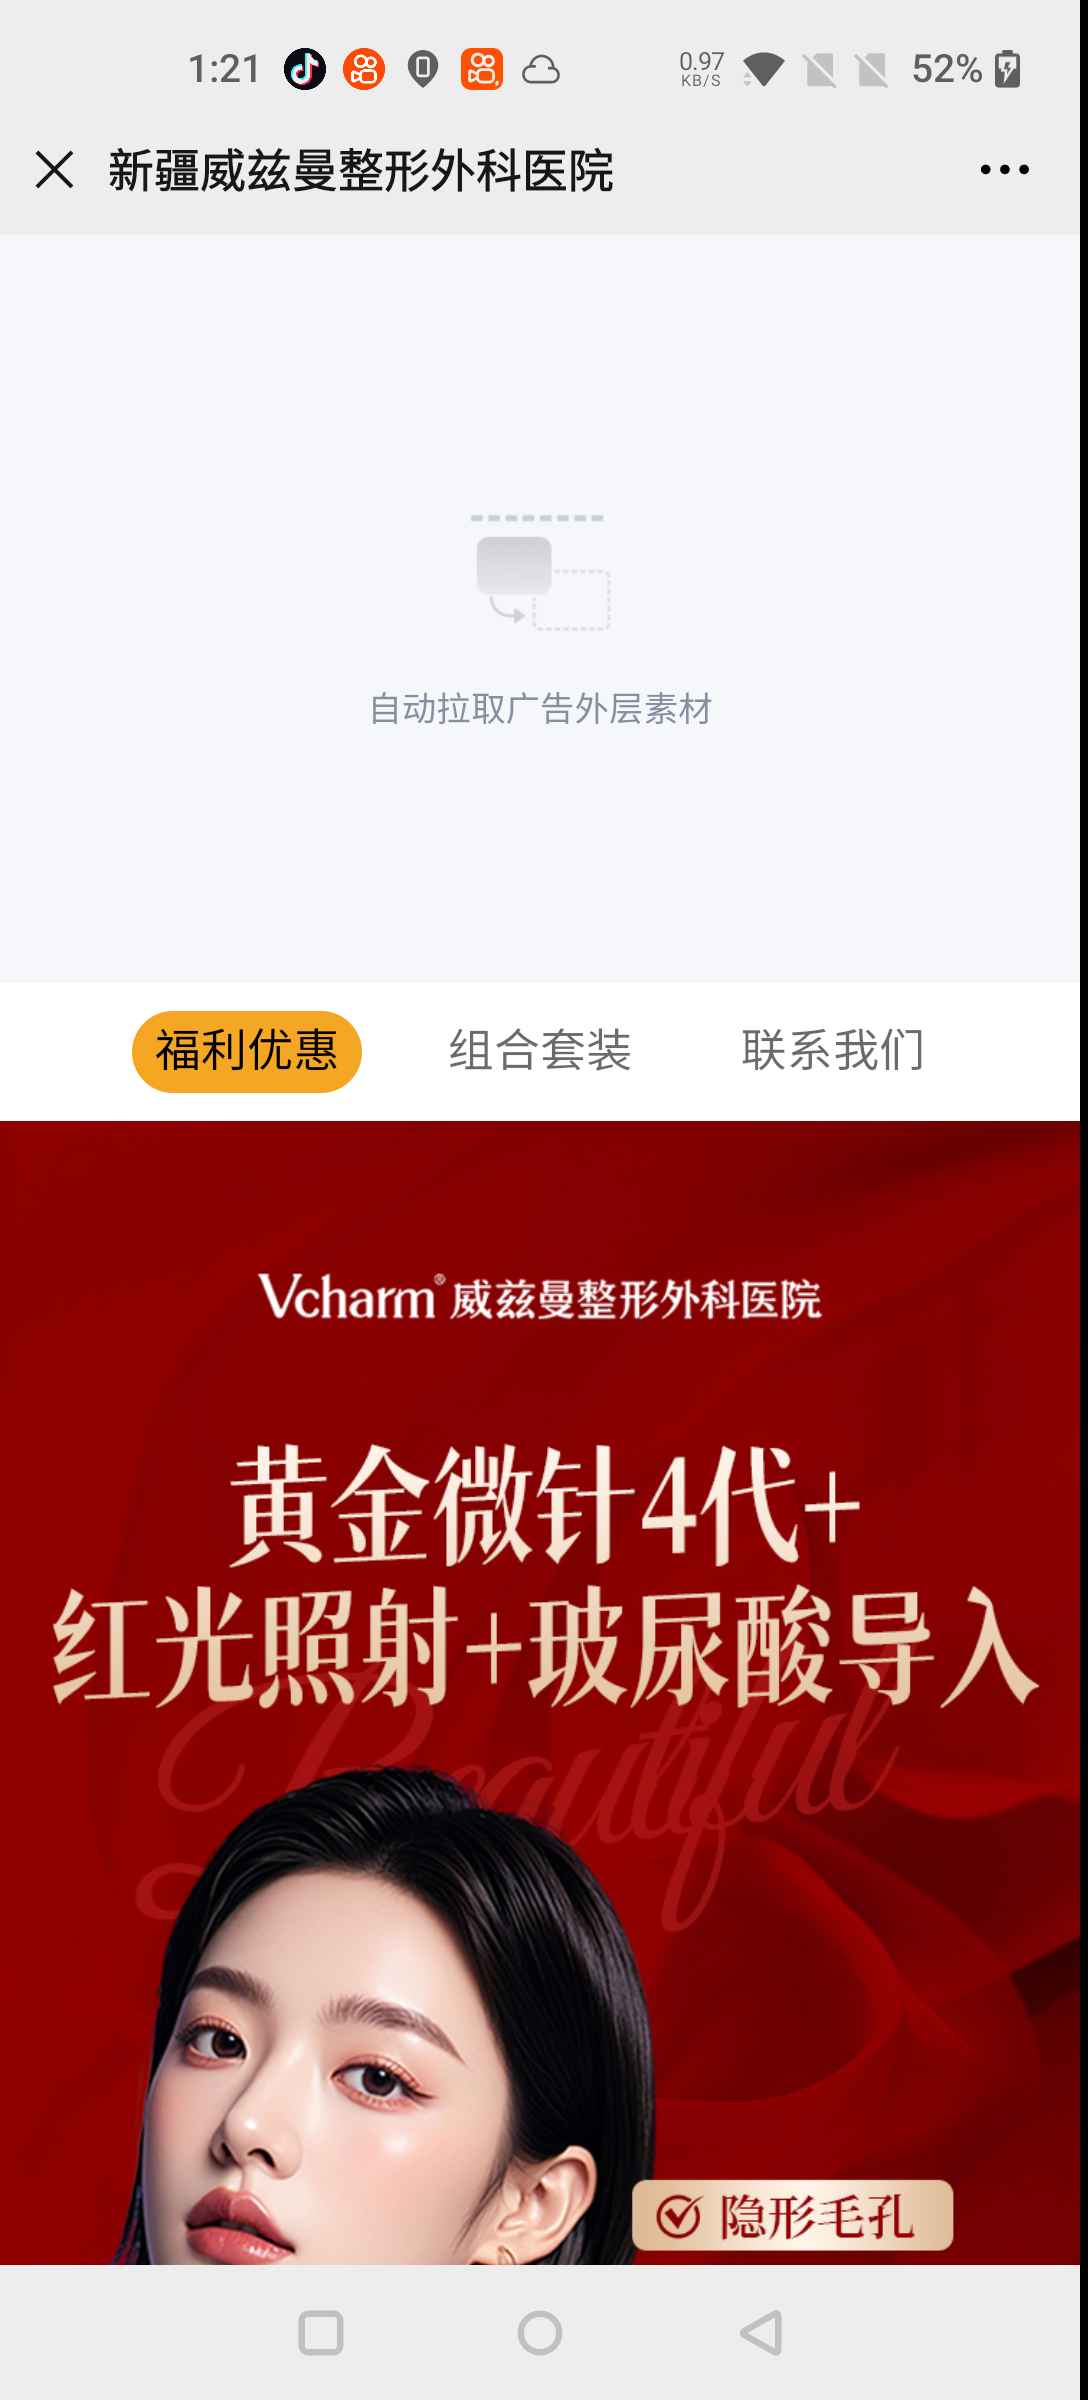 1:21
0.97
KB/S
52%
新疆威兹曼整形外科医院
自动拉取广告外层素材
福利优惠
组合套装
联系我们
Vcharm® 威兹曼整形外科医院
黄金微针4代+
红光照射+玻尿酸导入
Beautiful
隐形毛孔